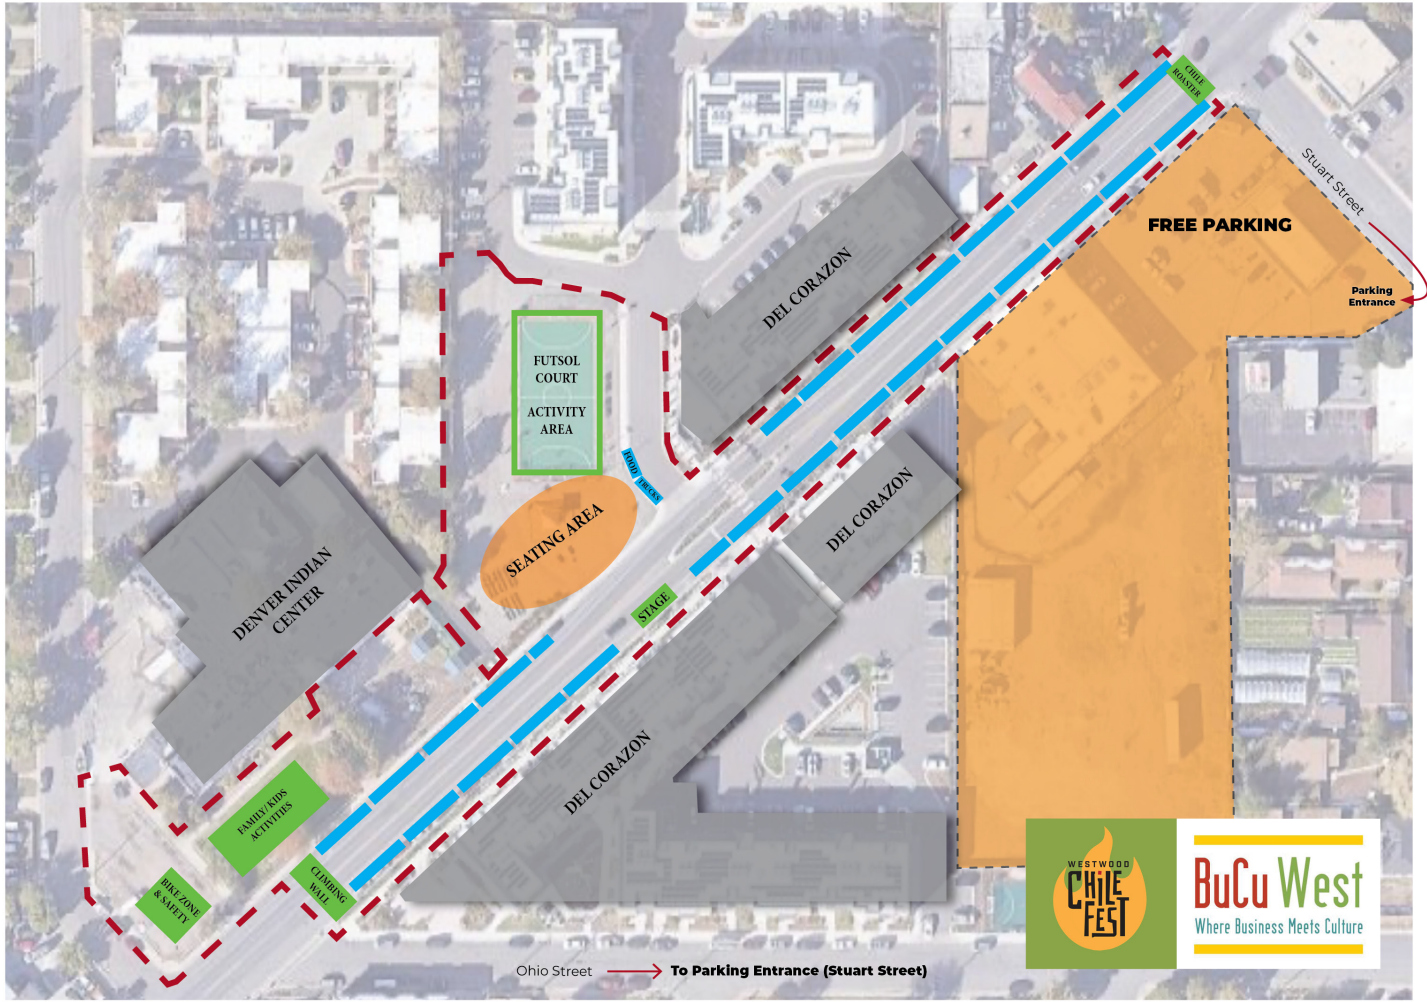 CHILE
ROASTER
Stuart Street
FREE PARKING
Parking
Entrance
DEL CORAZON
FUTSOL
COURT
ACTIVITY
AREA
FOOD
TRUCKS
SEATING AREA
DEL CORAZON
DENVER INDIAN
CENTER
STAGE
DEL CORAZON
FAMILY/KIDS
ACTIVITIES
CLIMBING
WALL
BIKE ZONE
& SAFETY
WESTWOOD
CHiLE
FEST
BuCu West
Where Business Meets Culture
Ohio Street
To Parking Entrance (Stuart Street)